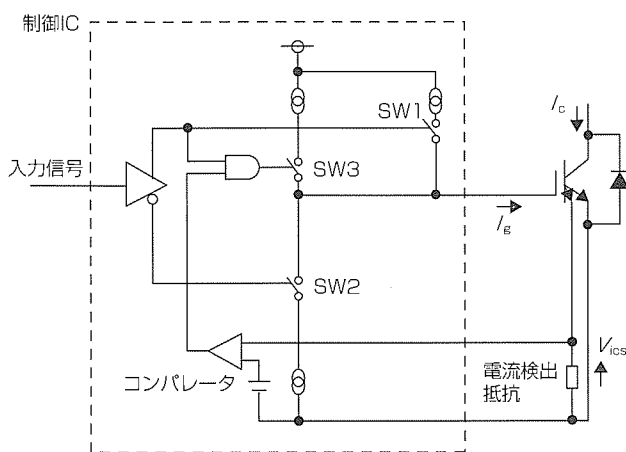 制御IC
SW1
I_c
入力信号
SW3
I_g
SW2
コンパレータ
電流検出
抵抗
V_ics